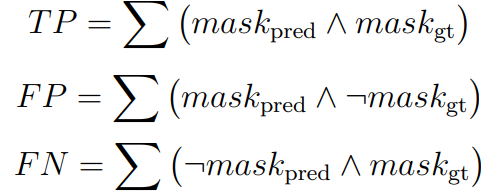 TP = ∑ (mask_pred ∧ mask_gt)
FP = ∑ (mask_pred ∧ ¬mask_gt)
FN = ∑ (¬mask_pred ∧ mask_gt)